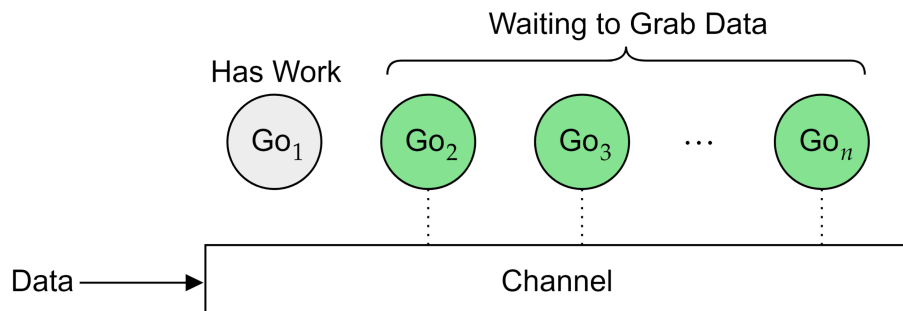 Waiting to Grab Data
Has Work
Go₁ Go₂ Go₃ ⋯ Goₙ
Data Channel